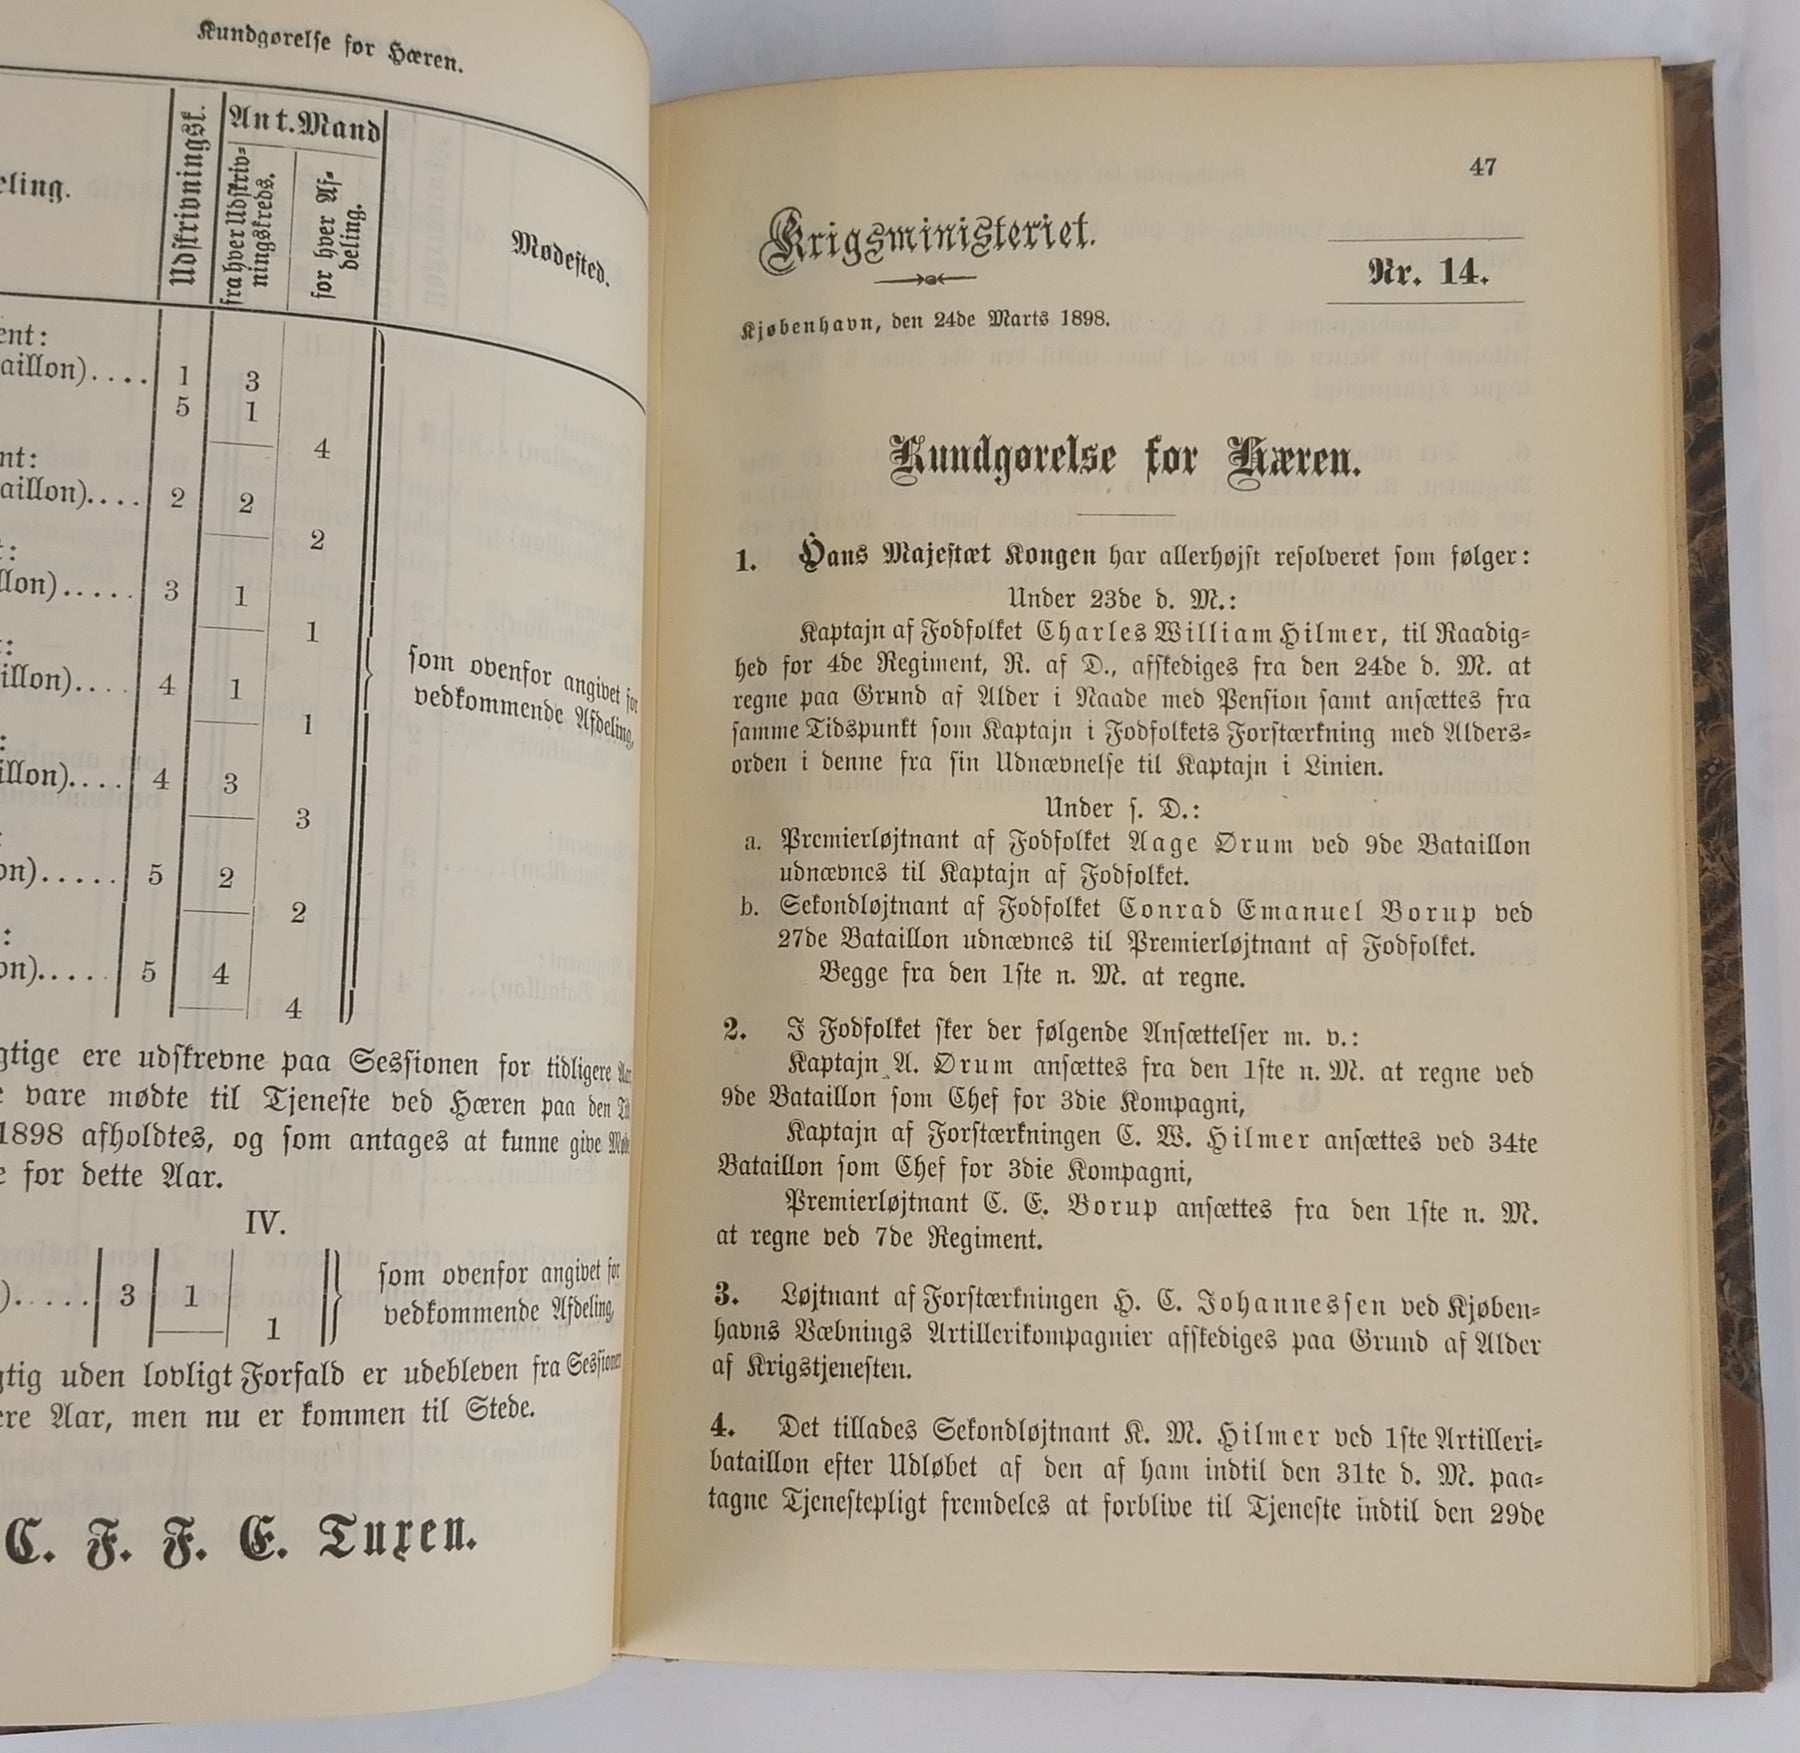 Kundgørelse for Hæren.
eling.
Udskrivningsk.
Ant. Mand
fra hver Udskriv-
ningskreds.
for hver Af-
deling.
Mødested.
ent:
aillon).... 1 3
5 1
4
nt:
aillon).... 2 2
2
t:
llon)..... 3 1
1
:
illon).... 4 1
1
som ovenfor angivet for
vedkommende Afdeling,
:
illon).... 4 3
3
:
on)..... 5 2
2
:
on)..... 5 4
4
gtige ere udskrevne paa Sessionen for tidligere Aar,
e vare mødte til Tjeneste ved Hæren paa den
1898 afholdtes, og som antages at kunne give
e for dette Aar.
IV.
)..... 3 1
1
som ovenfor angivet for
vedkommende Afdeling,
gtig uden lovligt Forfald er udebleven fra Sessionen
ere Aar, men nu er kommen til Stede.
C. F. F. E. Tuxen.
47
Krigsministeriet.
Nr. 14.
Kjøbenhavn, den 24de Marts 1898.
Kundgørelse for Hæren.
1. Hans Majestæt Kongen har allerhøjst resolveret som følger:
Under 23de d. M.:
Kaptajn af Fodfolket Charles William Hilmer, til Raadig-
hed for 4de Regiment, R. af D., afskediges fra den 24de d. M. at
regne paa Grund af Alder i Naade med Pension samt ansættes fra
samme Tidspunkt som Kaptajn i Fodfolkets Forstærkning med Alders-
orden i denne fra sin Udnævnelse til Kaptajn i Linien.
Under s. D.:
a. Premierløjtnant af Fodfolket Aage Ørum ved 9de Bataillon
udnævnes til Kaptajn af Fodfolket.
b. Sekondløjtnant af Fodfolket Conrad Emanuel Borup ved
27de Bataillon udnævnes til Premierløjtnant af Fodfolket.
Begge fra den 1ste n. M. at regne.
2. I Fodfolket sker der følgende Ansættelser m. v.:
Kaptajn A. Ørum ansættes fra den 1ste n. M. at regne ved
9de Bataillon som Chef for 3die Kompagni,
Kaptajn af Forstærkningen C. W. Hilmer ansættes ved 34te
Bataillon som Chef for 3die Kompagni,
Premierløjtnant C. E. Borup ansættes fra den 1ste n. M.
at regne ved 7de Regiment.
3. Løjtnant af Forstærkningen H. C. Johannessen ved Kjøben-
havns Væbnings Artillerikompagnier afskediges paa Grund af Alder
af Krigstjenesten.
4. Det tillades Sekondløjtnant K. M. Hilmer ved 1ste Artilleri-
bataillon efter Udløbet af den af ham indtil den 31te d. M. paa-
tagne Tjenestepligt fremdeles at forblive til Tjeneste indtil den 29de